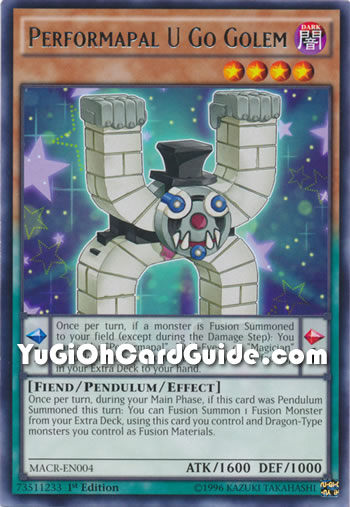 PERFORMAPAL U GO GOLEM
DARK
闇
Once per turn, if a monster is Fusion Summoned
to your field (except during the Damage Step): You
YuGiOhCardGuide.com
in your Extra Deck to your hand.
[FIEND/PENDULUM/EFFECT]
Once per turn, during your Main Phase, if this card was Pendulum
Summoned this turn: You can Fusion Summon 1 Fusion Monster
from your Extra Deck, using this card you control and Dragon-Type
monsters you control as Fusion Materials.
MACR-EN004
ATK/1600 DEF/1000
73511233
1st Edition
©1996 KAZUKI TAKAHASHI